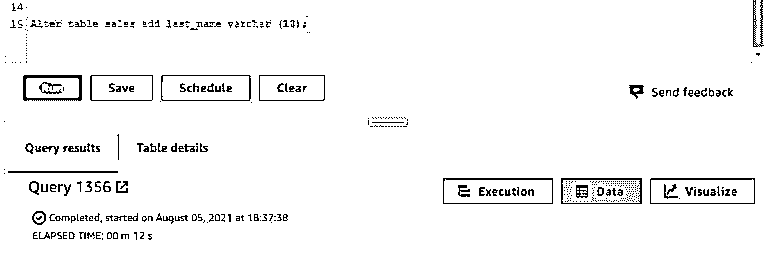 14
15 Alter table sales add last_name varchar (10);
Run Save Schedule Clear
Send feedback
Query results Table details
Query 1356
Execution Data Visualize
Completed, started on August 05, 2021 at 18:37:38
ELAPSED TIME: 00 m 12 s